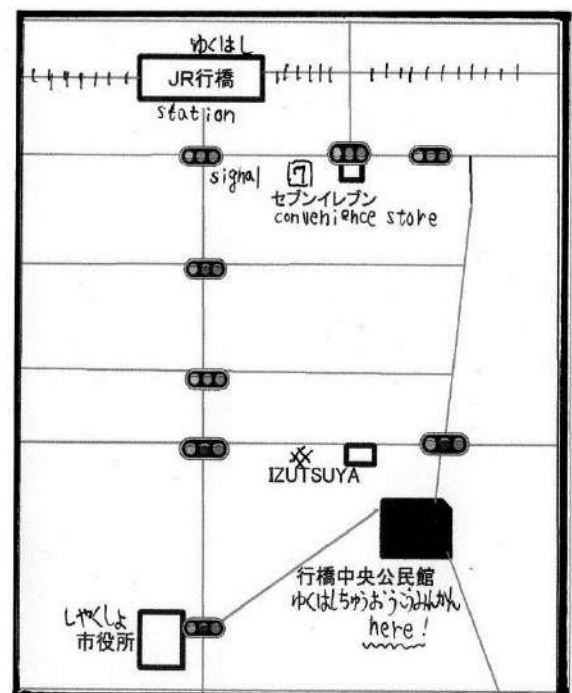 ゆくはし
JR行橋
station
signal
7
セブンイレブン
convenience store
IZUTSUYA
行橋中央公民館
ゆくはしちゅうおうこうみんかん
here!
しやくしょ
市役所